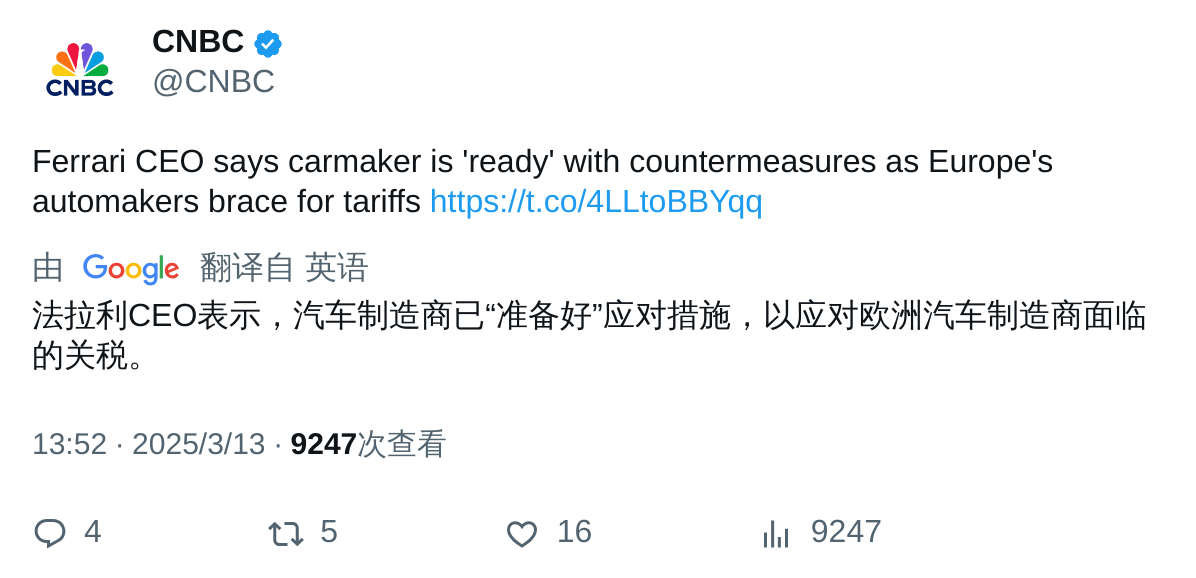 CNBC
CNBC
@CNBC
Ferrari CEO says carmaker is 'ready' with countermeasures as Europe's
automakers brace for tariffs https://t.co/4LLtoBBYqq
由 Google 翻译自 英语
法拉利CEO表示，汽车制造商已“准备好”应对措施，以应对欧洲汽车制造商面临
的关税。
13:52 · 2025/3/13 · 9247次查看
4 5 16 9247